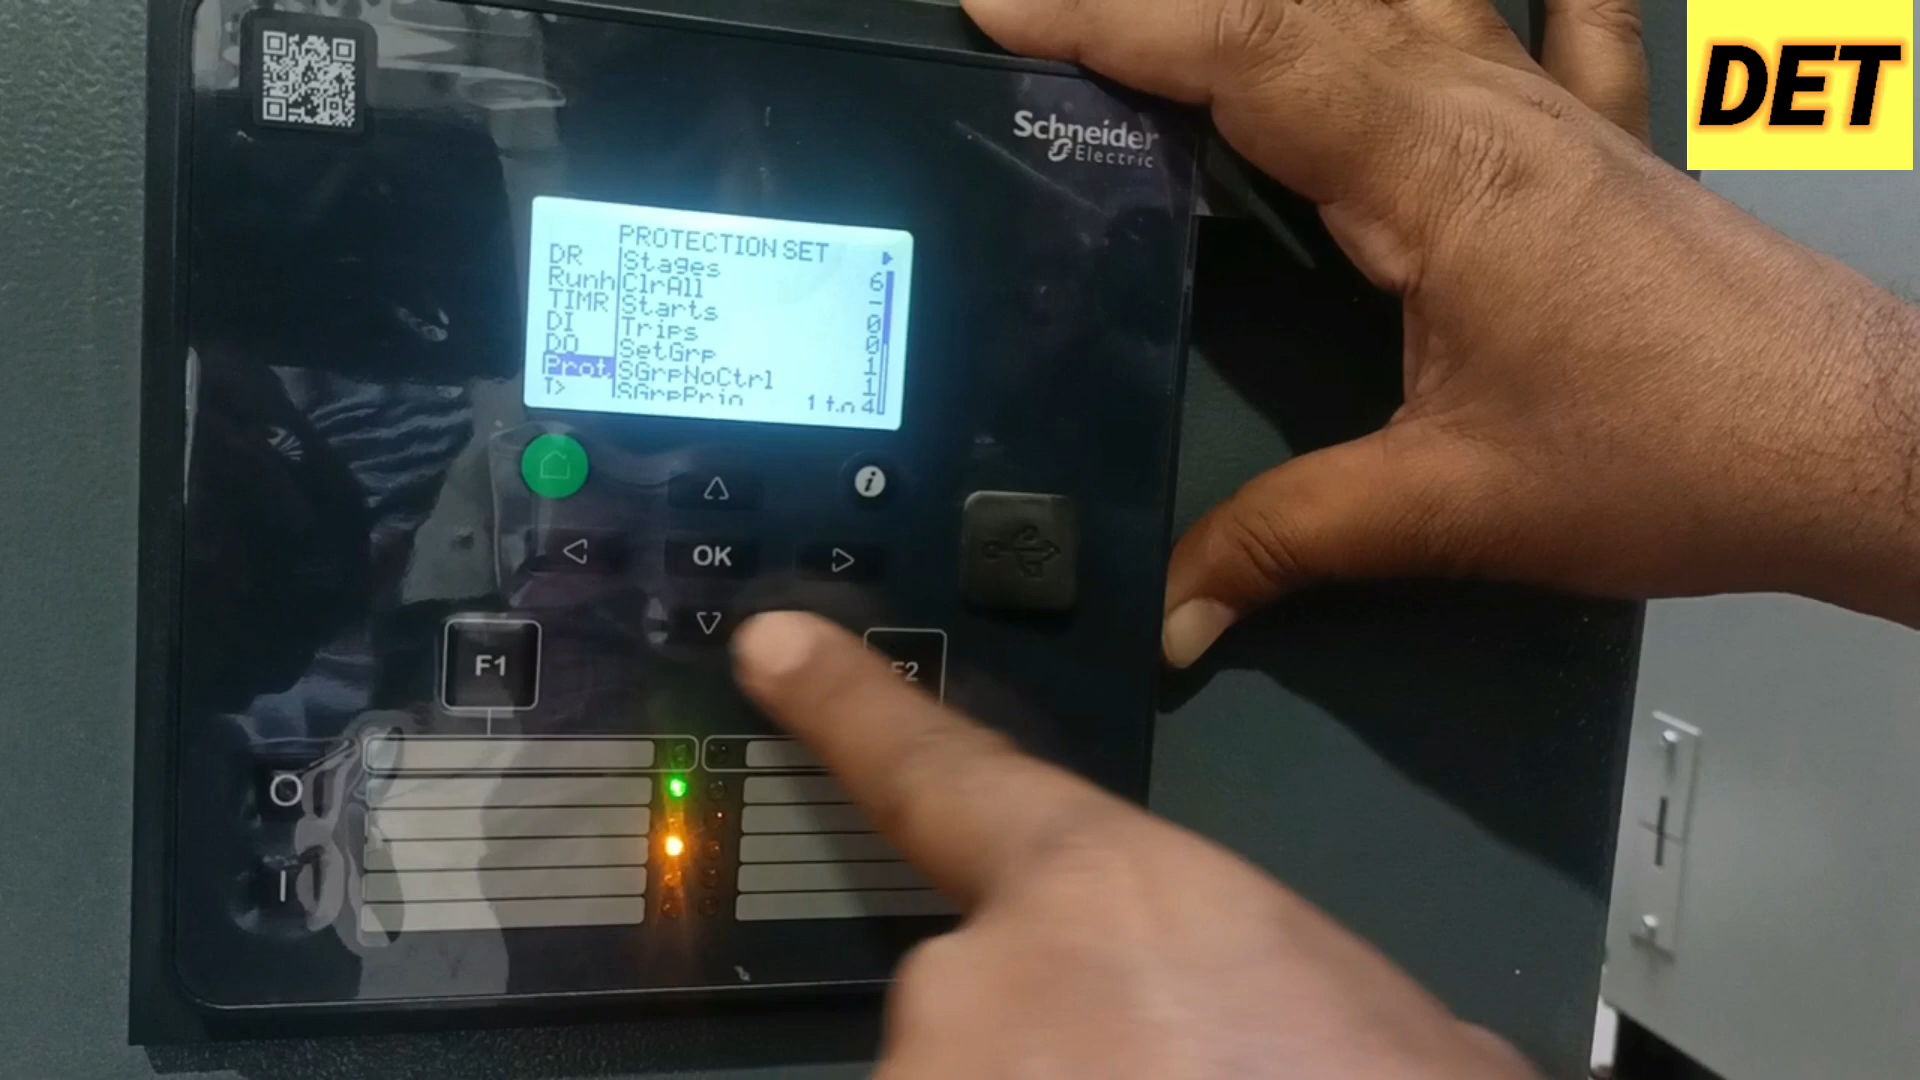 DET
Schneider
Electric
PROTECTION SET
DR
Stages 6
Runh
ClrAll -
TIMR
Starts 0
DI
Trips 0
DO
SetGrp 1
Prot
SGrpNoCtrl 1
T>
SGrpPrio 1 to 4
i
OK
F1
F2
O
I